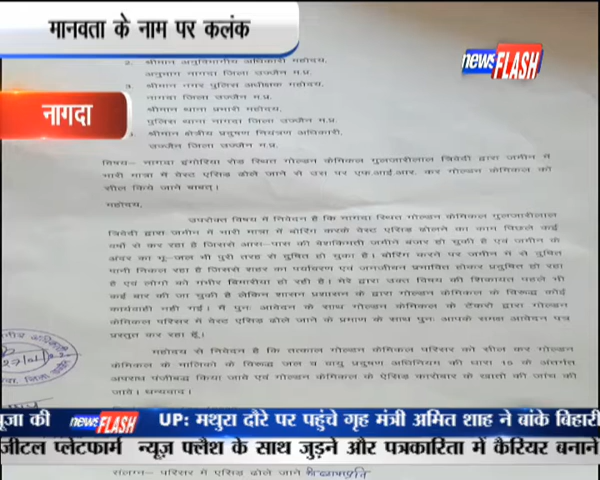 मानवता के नाम पर कलंक
news FLASH
नागदा
2. श्रीमान अनुविभागीय अधिकारी महोदय,
अनुभाग नागदा जिला उज्जैन म.प्र.
3. श्रीमान नगर पुलिस अधीक्षक महोदय,
नागदा जिला उज्जैन म.प्र.
श्रीमान थाना प्रभारी महोदय,
पुलिस थाना नागदा जिला उज्जैन म.प्र.
श्रीमान क्षेत्रीय प्रदुषण नियंत्रण अधिकारी,
उज्जैन जिला उज्जैन म.प्र.
विषय– नागदा इंगोरिया रोड स्थित गोल्डन केमिकल गुलजारीलाल त्रिवेदी द्वारा जमीन में
भारी मात्रा में वेस्ट एसिड ढोले जाने से उस पर एफ.आई.आर. कर गोल्डन केमिकल को
सील किये जाने बाबत्।
महोदय,
उपरोक्त विषय में निवेदन है कि नागदा स्थित गोल्डन केमिकल गुलजारीलाल
त्रिवेदी द्वारा जमीन में भारी मात्रा में बोरिंग करके वेस्ट एसिड ढोलने का काम पिछले कई
वर्षो से कर रहा है जिससे आस-पास की बेशकिमती जमीने बंजर हो चुकी है एवं जमीन के
अंदर का भू-जल भी पुरी तरह से दुषित हो चुका है। बोरिंग करने पर जमीन में से दुषित
पानी निकल रहा है जिससे शहर का पर्यावरण एवं जनजीवन प्रभावित होकर प्रदुषित हो रहा
है एवं लोगों को गंभीर बिमारीया हो रही है। मेरे द्वारा उक्त विषय की शिकायत पहले भी
कई बार की जा चुकी है लेकिन शासन प्रशासन के द्वारा गोल्डन केमिकल के विरूद्ध कोई
कार्यवाही नही गई। मैं पुनः आवेदन के साथ गोल्डन केमिकल के टेंकरो द्वारा गोल्डन
केमिकल परिसर में वेस्ट एसिड ढोले जाने के प्रमाण के साथ पुनः आपके समक्ष आवेदन पत्र
प्रस्तुत कर रहा हूँ।
महोदय से निवेदन है कि तत्काल गोल्डन केमिकल परिसर को सील कर गोल्डन
केमिकल के मालिको के विरूद्ध जल व वायु प्रदुषण अधिनियम की धारा 10 के अंतर्गत
अपराध पंजीबद्ध किया जावे एवं गोल्डन केमिकल के ऐसिड कारोबार के खातों की जांच की
जावे। धन्यवाद।
पूजा की news FLASH UP: मथुरा दौरे पर पहुंचे गृह मंत्री अमित शाह ने बांके बिहारी
जीटल प्लेटफार्म न्यूज़ फ्लैश के साथ जुड़ने और पत्रकारिता में कैरियर बनाने
संलग्न– परिसर में एसिड ढोले जाने